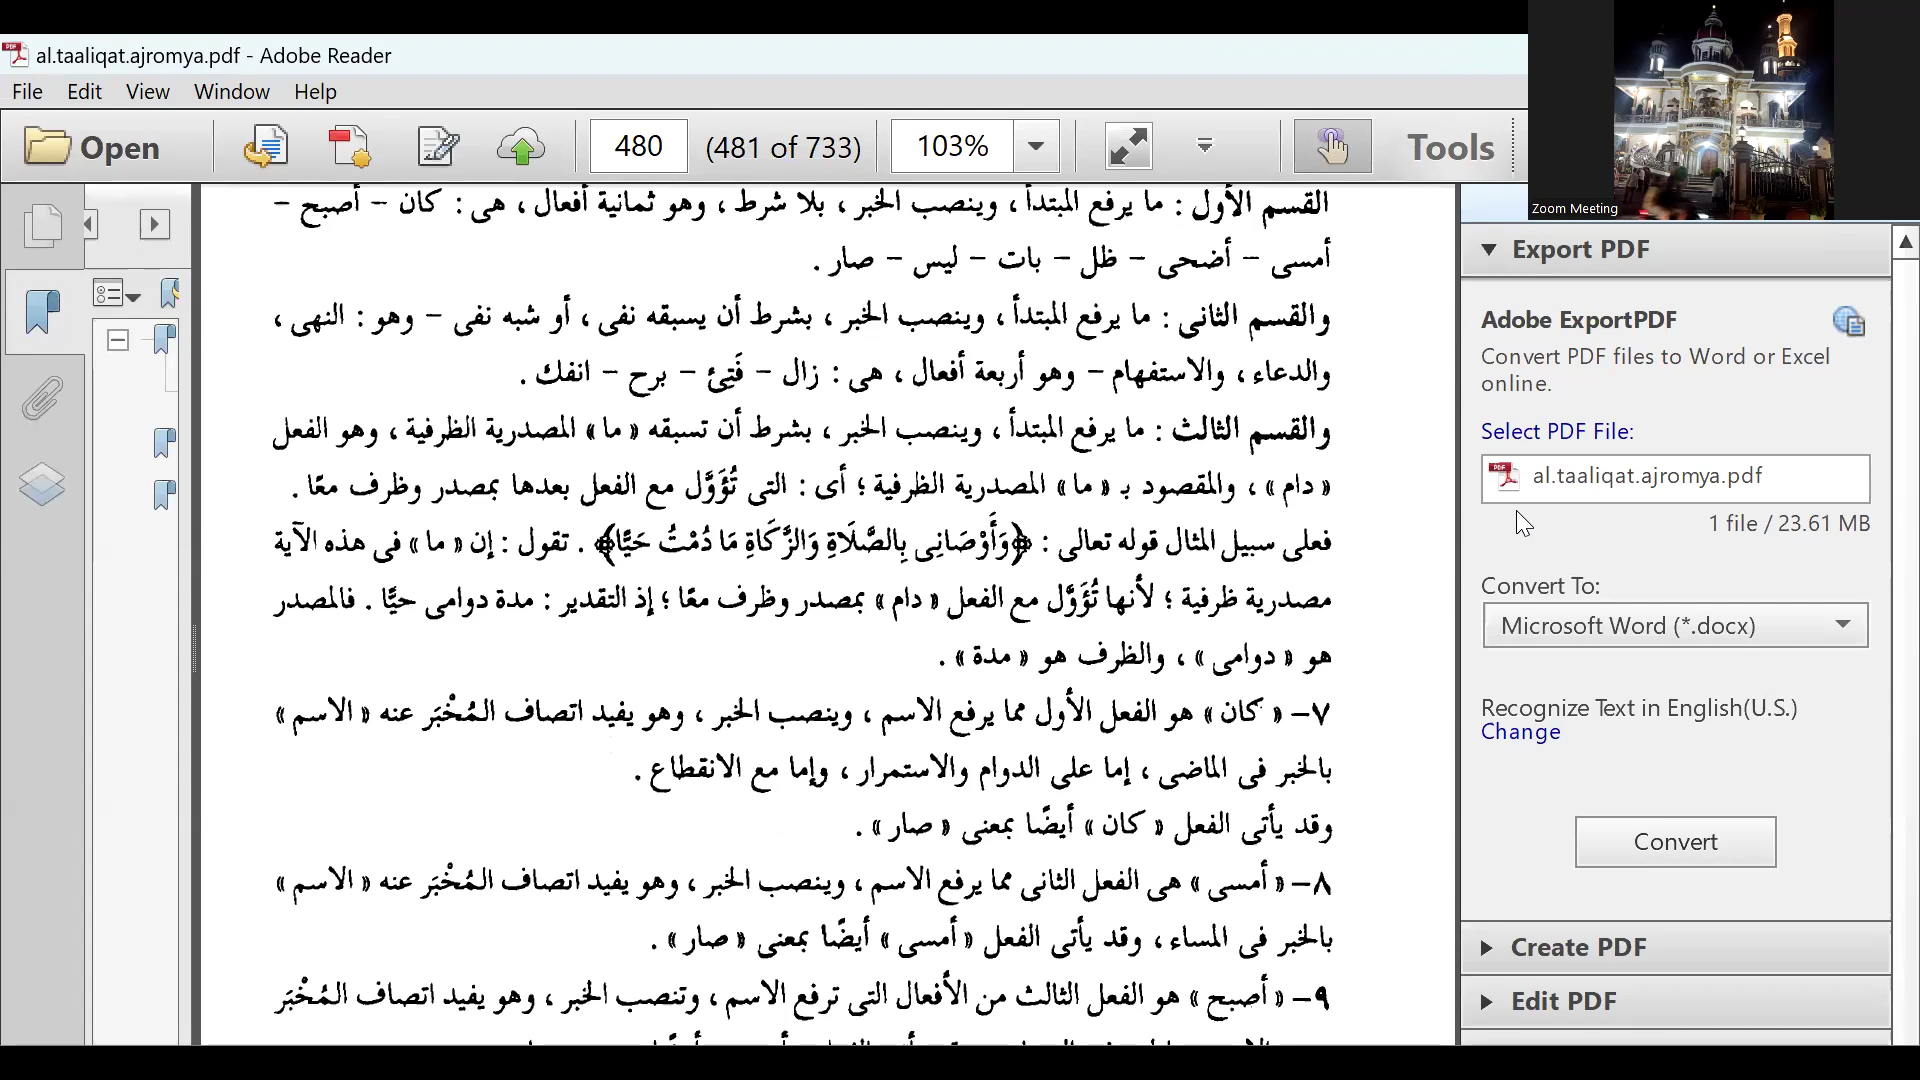 al.taaliqat.ajromya.pdf - Adobe Reader
File Edit View Window Help
Open 480 (481 of 733) 103% Tools
Zoom Meeting
القسم الأول : ما يرفع المبتدأ ، وينصب الخبر ، بلا شرط ، وهو ثمانية أفعال ، هى : كان – أصبح –
أمسى – أضحى – ظل – بات – ليس – صار .
والقسم الثانى : ما يرفع المبتدأ ، وينصب الخبر ، بشرط أن يسبقه نفى ، أو شبه نفى – وهو : النهى ،
والدعاء ، والاستفهام – وهو أربعة أفعال ، هى : زال – فَتِئ – برح – انفك .
والقسم الثالث : ما يرفع المبتدأ ، وينصب الخبر ، بشرط أن تسبقه « ما » المصدرية الظرفية ، وهو الفعل
« دام » ، والمقصود بـ « ما » المصدرية الظرفية ؛ أى : التى تُؤَوَّل مع الفعل بعدها بمصدر وظرف معًا .
فعلى سبيل المثال قوله تعالى : ﴿وَأَوْصَانِى بِالصَّلَاةِ وَالزَّكَاةِ مَا دُمْتُ حَيًّا﴾ . تقول : إن « ما » فى هذه الآية
مصدرية ظرفية ؛ لأنها تُؤَوَّل مع الفعل « دام » بمصدر وظرف معًا ؛ إذ التقدير : مدة دوامى حيًّا . فالمصدر
هو « دوامى » ، والظرف هو « مدة » .
٧– « كان » هو الفعل الأول مما يرفع الاسم ، وينصب الخبر ، وهو يفيد اتصاف المُخْبَر عنه « الاسم »
بالخبر فى الماضى ، إما على الدوام والاستمرار ، وإما مع الانقطاع .
وقد يأتى الفعل « كان » أيضًا بمعنى « صار » .
٨– « أمسى » هى الفعل الثانى مما يرفع الاسم ، وينصب الخبر ، وهو يفيد اتصاف المُخْبَر عنه « الاسم »
بالخبر فى المساء ، وقد يأتى الفعل « أمسى » أيضًا بمعنى « صار » .
٩– « أصبح » هو الفعل الثالث من الأفعال التى ترفع الاسم ، وتنصب الخبر ، وهو يفيد اتصاف المُخْبَر
Export PDF
Adobe ExportPDF
Convert PDF files to Word or Excel
online.
Select PDF File:
al.taaliqat.ajromya.pdf
1 file / 23.61 MB
Convert To:
Microsoft Word (*.docx)
Recognize Text in English(U.S.)
Change
Convert
Create PDF
Edit PDF